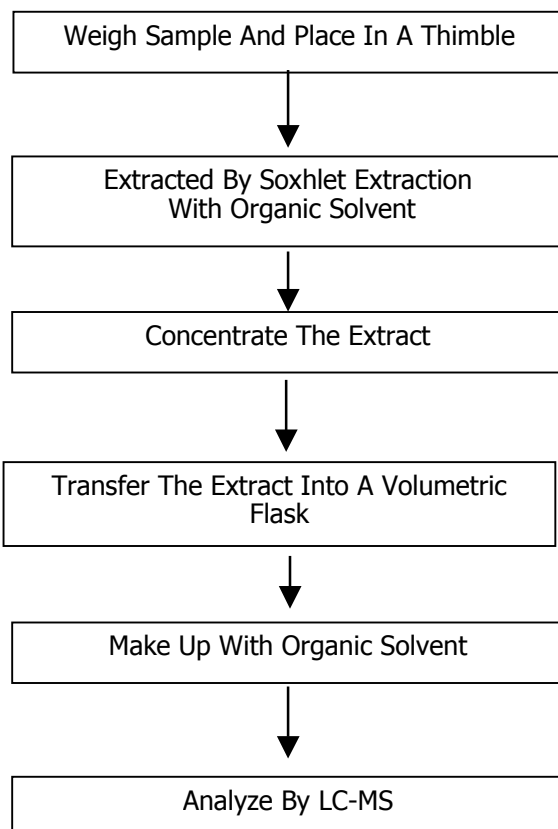 Weigh Sample And Place In A Thimble
Extracted By Soxhlet Extraction
With Organic Solvent
Concentrate The Extract
Transfer The Extract Into A Volumetric
Flask
Make Up With Organic Solvent
Analyze By LC-MS